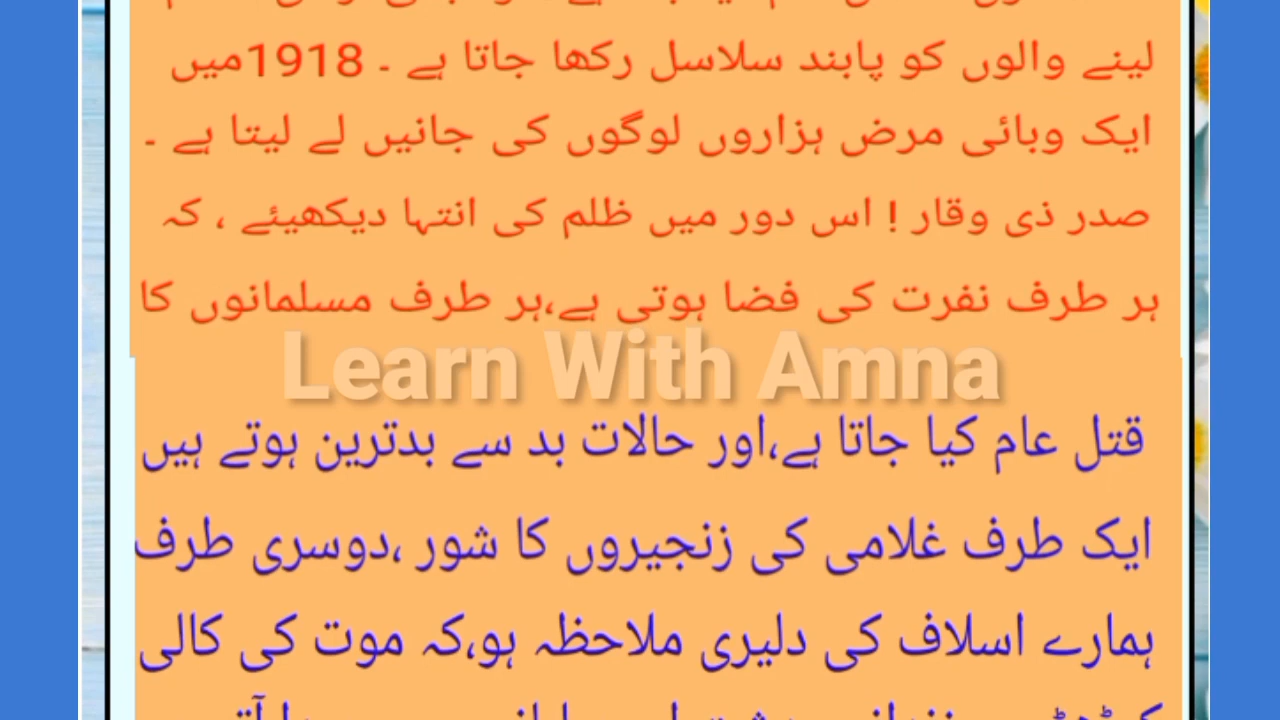 لینے والوں کو پابند سلاسل رکھا جاتا ہے ۔ 1918میں
ایک وبائی مرض ہزاروں لوگوں کی جانیں لے لیتا ہے ۔
صدر ذی وقار ! اس دور میں ظلم کی انتہا دیکھیئے ، کہ
ہر طرف نفرت کی فضا ہوتی ہے،ہر طرف مسلمانوں کا
Learn With Amna
قتل عام کیا جاتا ہے،اور حالات بد سے بدترین ہوتے ہیں
ایک طرف غلامی کی زنجیروں کا شور ،دوسری طرف
ہمارے اسلاف کی دلیری ملاحظہ ہو،کہ موت کی کالی